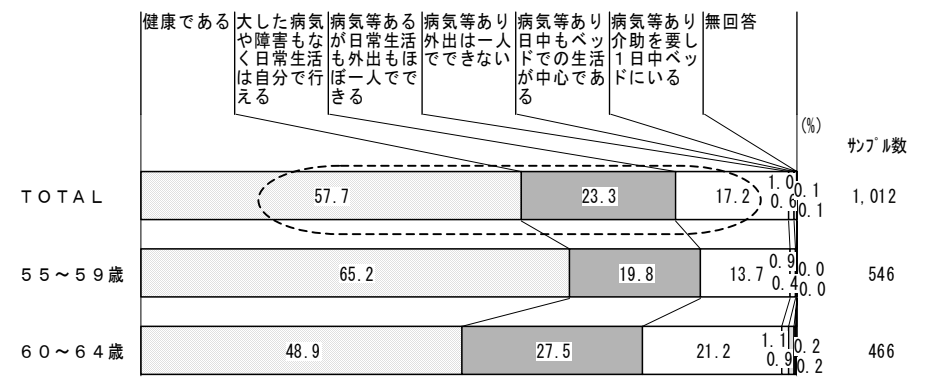 健康である
大した病気
や障害もな
く日常生活
は自分で行
える
病気等ある
が日常生活
も外出もほ
ぼ一人でで
きる
病気等あり
外出は一人
でできない
病気等あり
日中もベッ
ドでの生活
が中心であ
る
病気等あり
介助を要し
１日中ベッ
ドにいる
無回答
(%)
ｻﾝﾌﾟﾙ数
ＴＯＴＡＬ 57.7 23.3 17.2 1.0 0.6 0.1 0.1 1,012
５５～５９歳 65.2 19.8 13.7 0.9 0.4 0.0 0.0 546
６０～６４歳 48.9 27.5 21.2 1.1 0.9 0.2 0.2 466